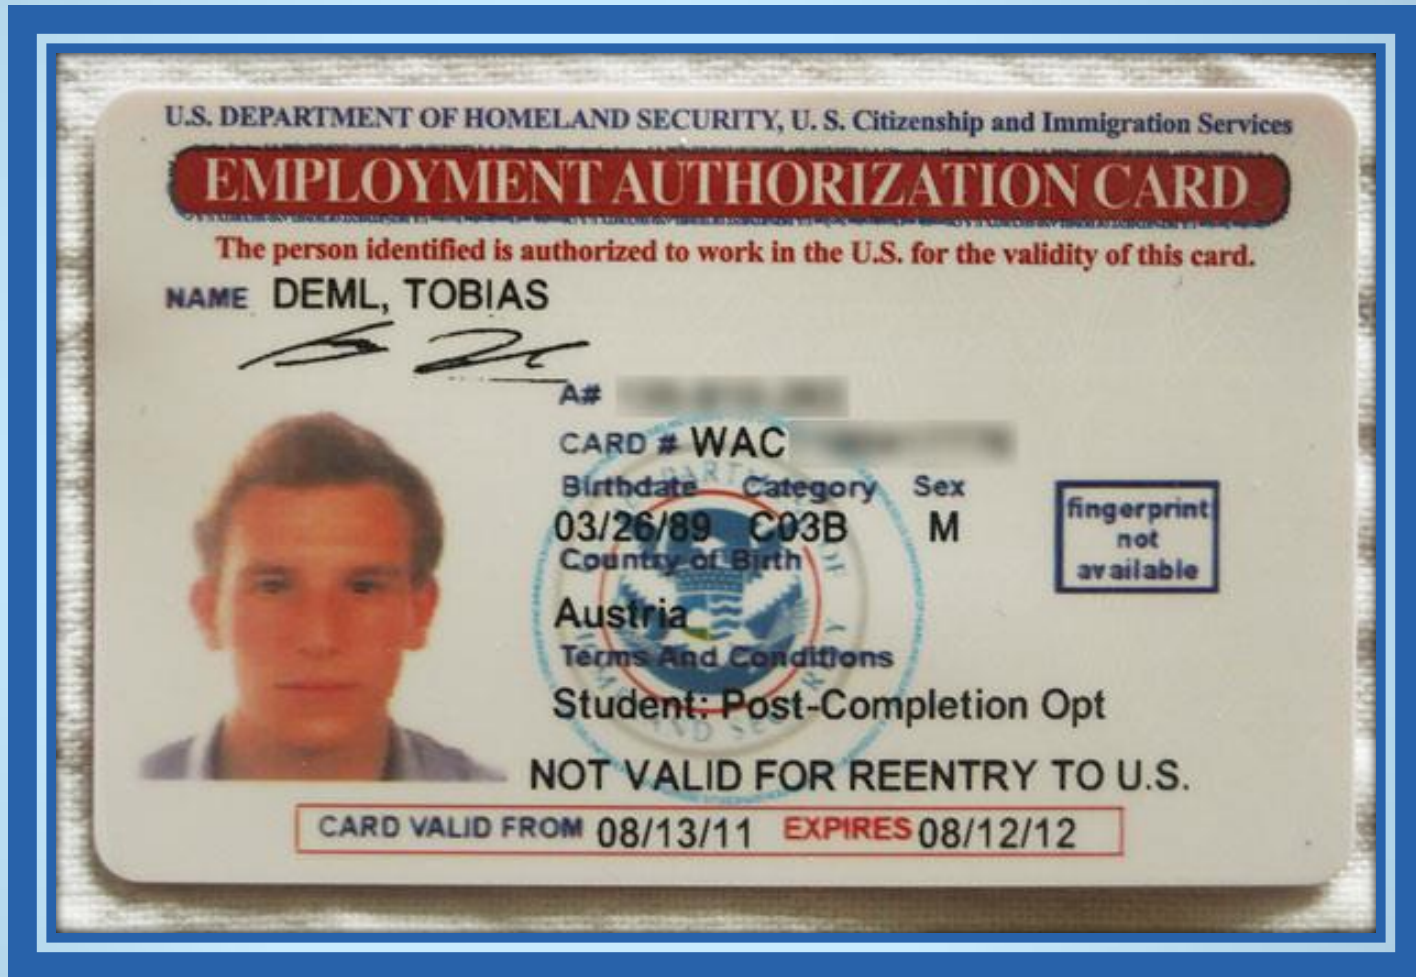 U.S. DEPARTMENT OF HOMELAND SECURITY, U. S. Citizenship and Immigration Services
EMPLOYMENT AUTHORIZATION CARD
The person identified is authorized to work in the U.S. for the validity of this card.
NAME DEML, TOBIAS
A#
CARD # WAC
Birthdate Category Sex
03/26/89 C03B M
fingerprint
not
available
Country of Birth
Austria
Terms And Conditions
Student: Post-Completion Opt
NOT VALID FOR REENTRY TO U.S.
CARD VALID FROM 08/13/11 EXPIRES 08/12/12